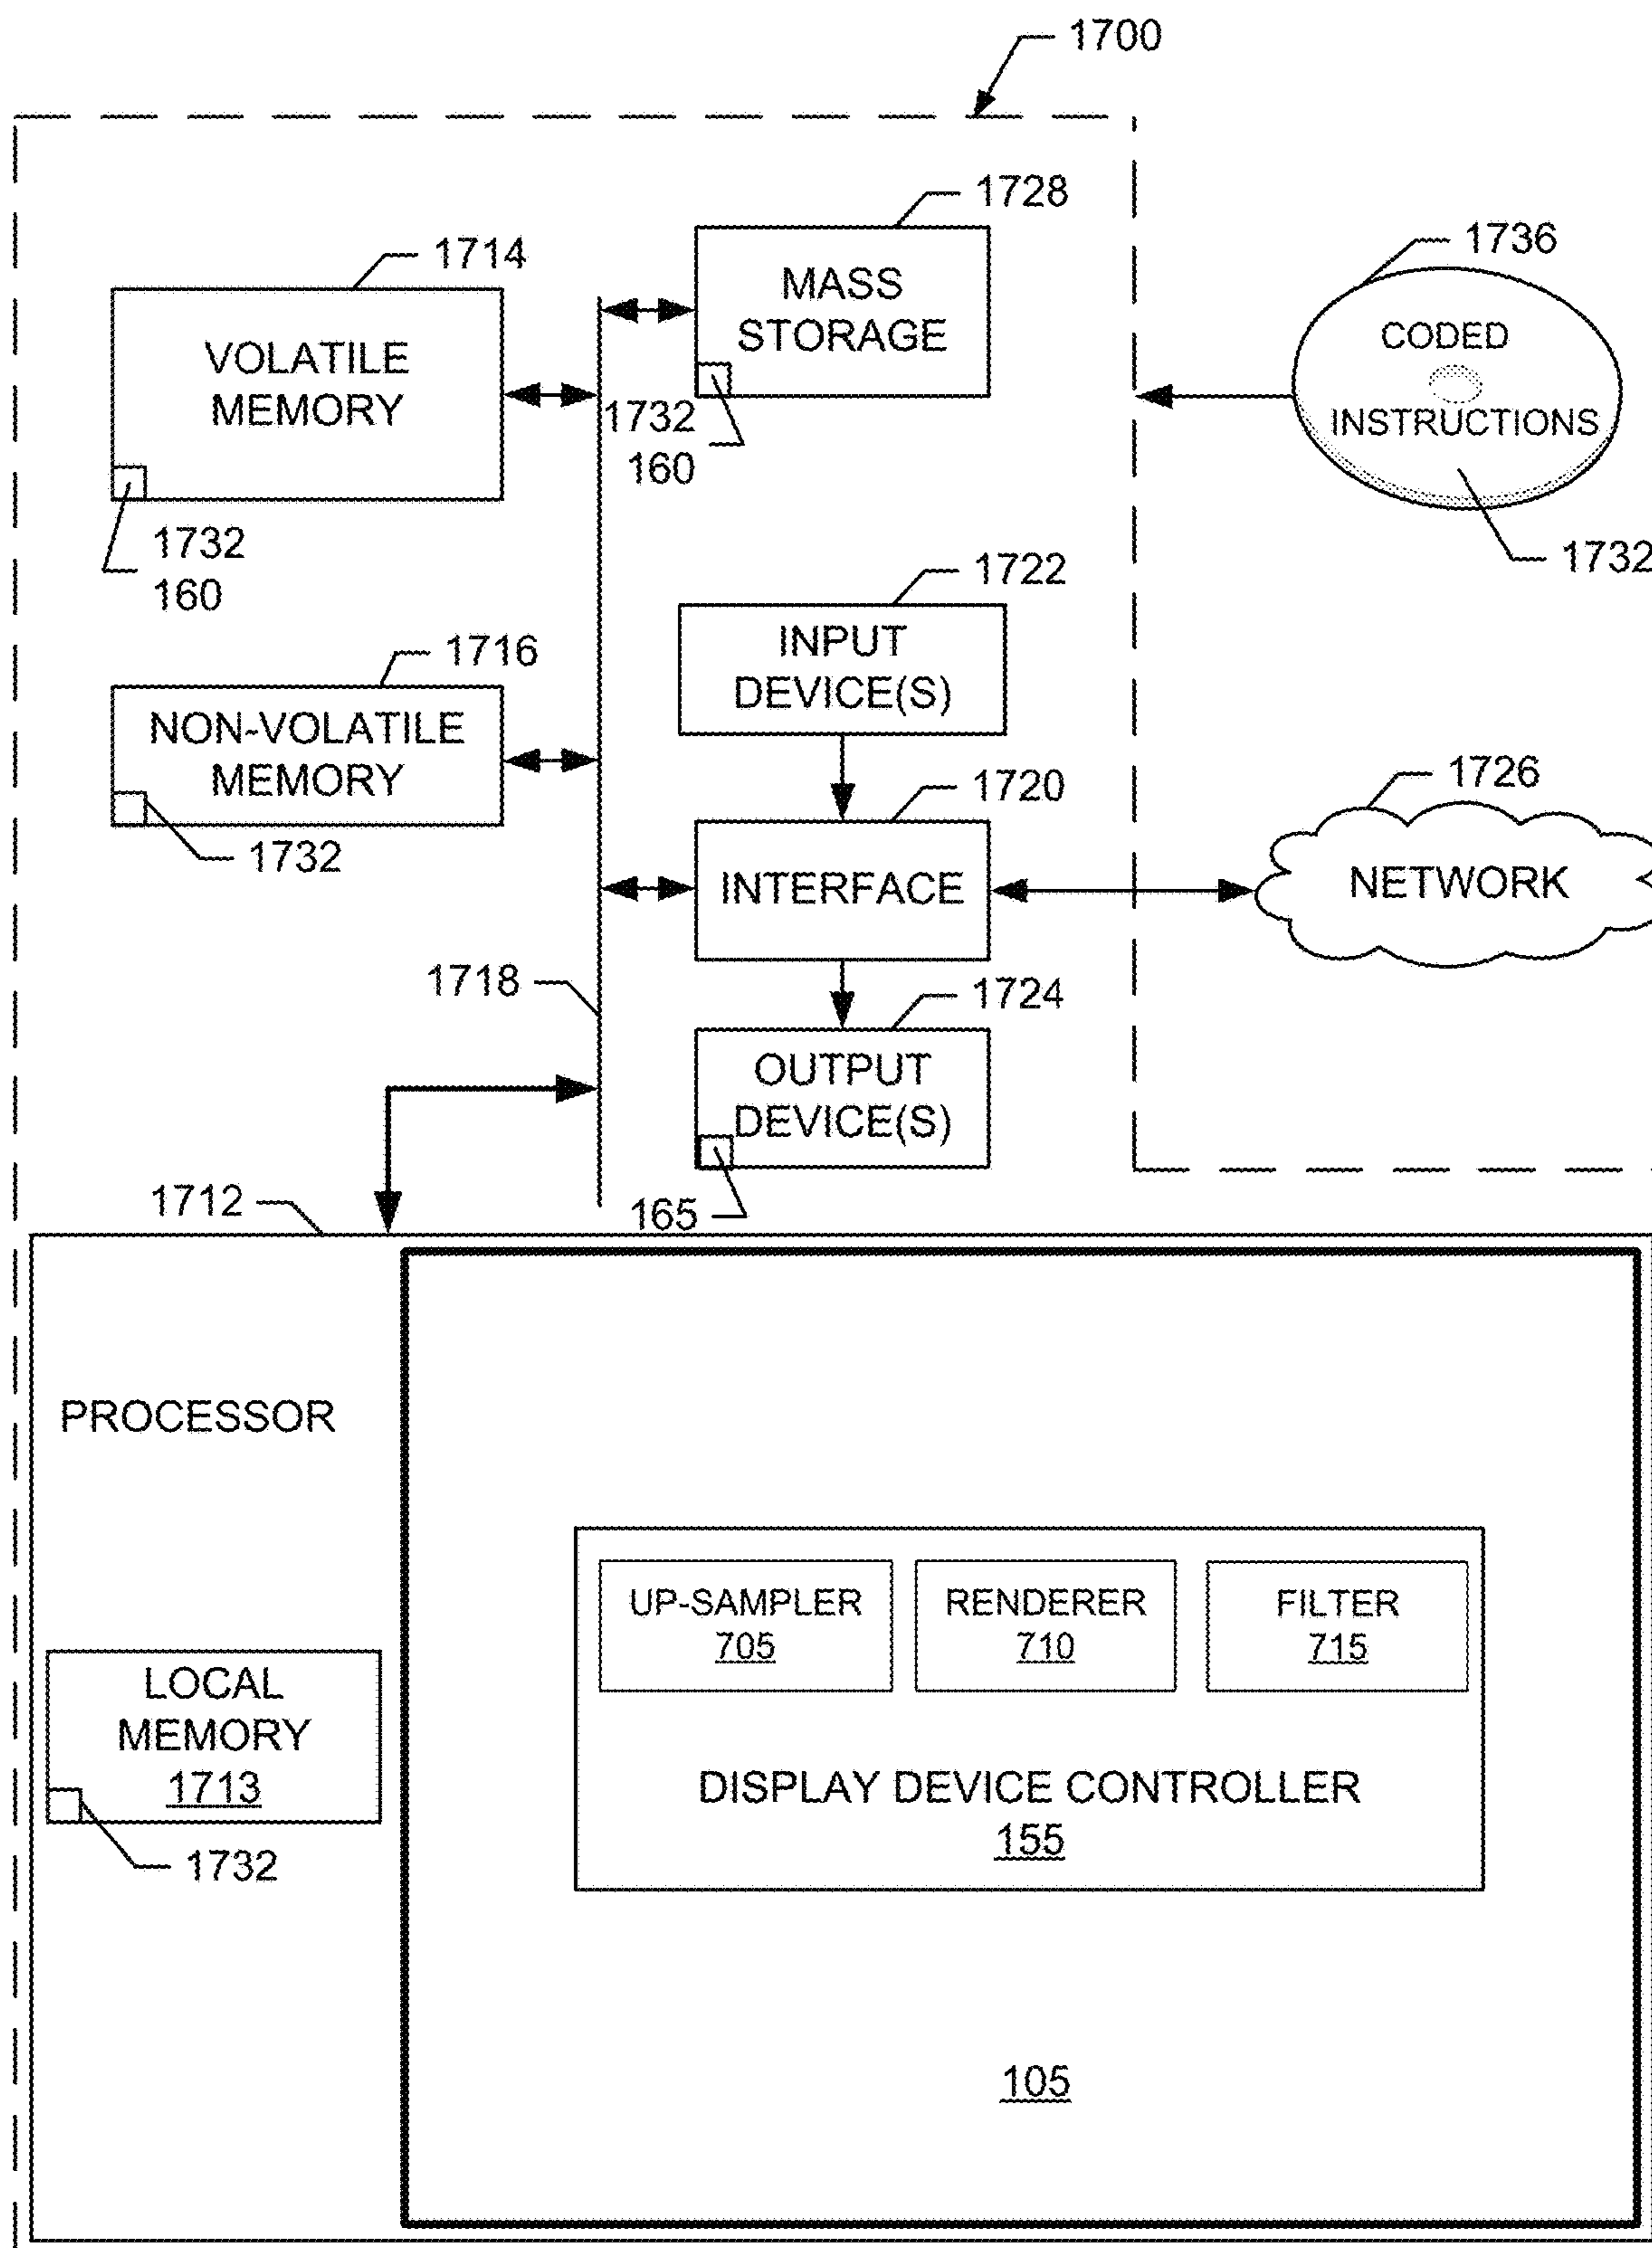 1700
1728
1714
MASS
STORAGE
1736
CODED
INSTRUCTIONS
VOLATILE
MEMORY
1732
160
1732
160
1732
1722
INPUT
DEVICE(S)
1716
NON-VOLATILE
MEMORY
1732
1720
INTERFACE
1726
NETWORK
1718
1724
OUTPUT
DEVICE(S)
165
1712
PROCESSOR
UP-SAMPLER
705
RENDERER
710
FILTER
715
LOCAL
MEMORY
1713
1732
DISPLAY DEVICE CONTROLLER
155
105